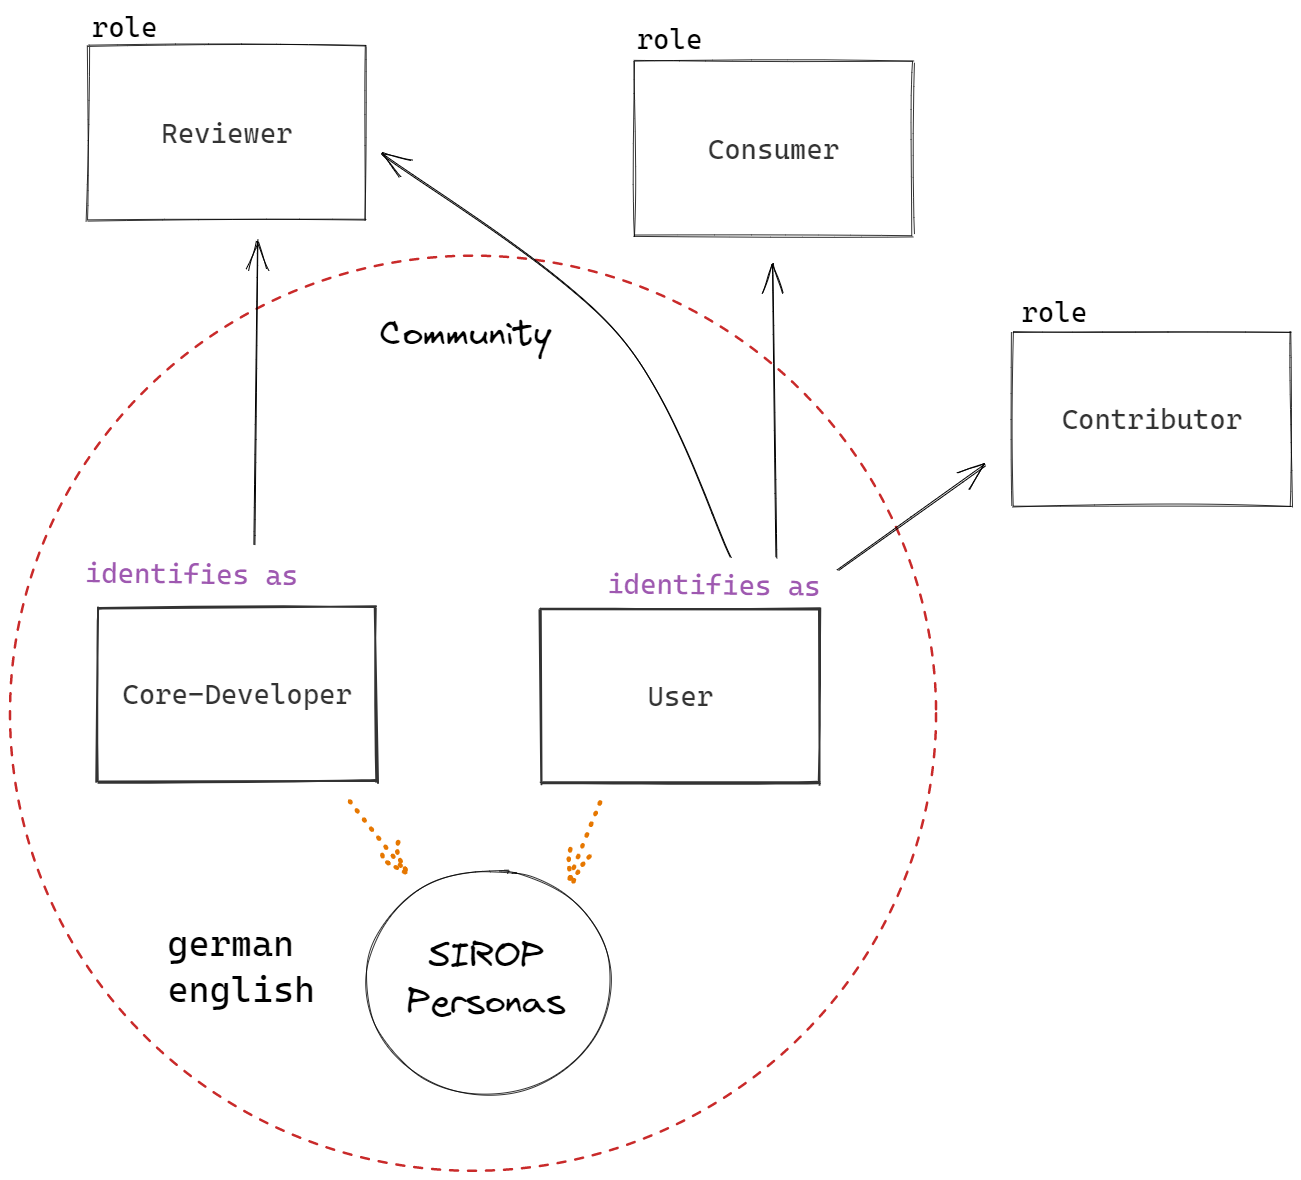 role
Reviewer
role
Consumer
Community
role
Contributor
identifies as
Core-Developer
identifies as
User
german
english
SIROP
Personas